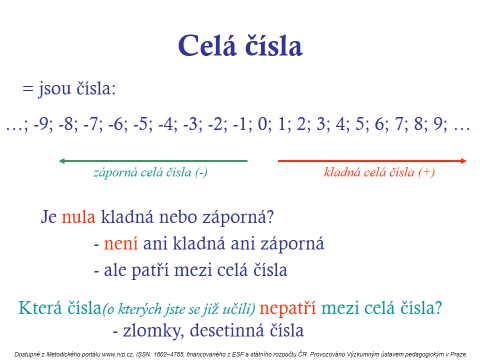 Celá čísla
= jsou čísla:
…; -9; -8; -7; -6; -5; -4; -3; -2; -1; 0; 1; 2; 3; 4; 5; 6; 7; 8; 9; …
záporná celá čísla (-)
kladná celá čísla (+)
Je nula kladná nebo záporná?
- není ani kladná ani záporná
- ale patří mezi celá čísla
Která čísla(o kterých jste se již učili) nepatří mezi celá čísla?
- zlomky, desetinná čísla
Dostupné z Metodického portálu www.rvp.cz, ISSN: 1802–4785, financovaného z ESF a státního rozpočtu ČR. Provozováno Výzkumným ústavem pedagogickým v Praze.